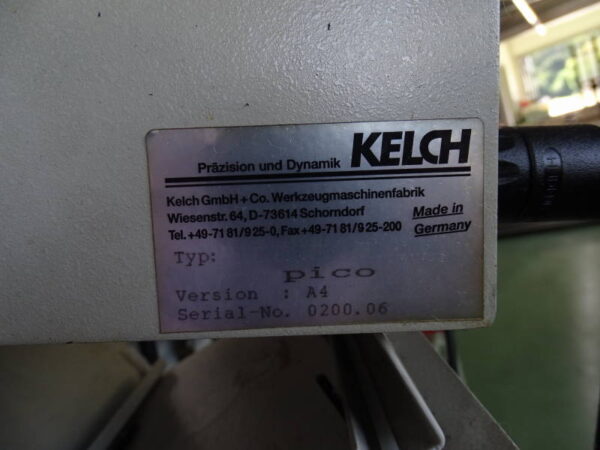 Präzision und Dynamik KELCH
Kelch GmbH + Co. Werkzeugmaschinenfabrik
Wiesenstr. 64, D-73614 Schorndorf
Tel. +49-71 81/9 25-0, Fax +49-71 81/9 25-200
Made in
Germany
Typ:
pico
Version : A4
Serial-No. 0200.06